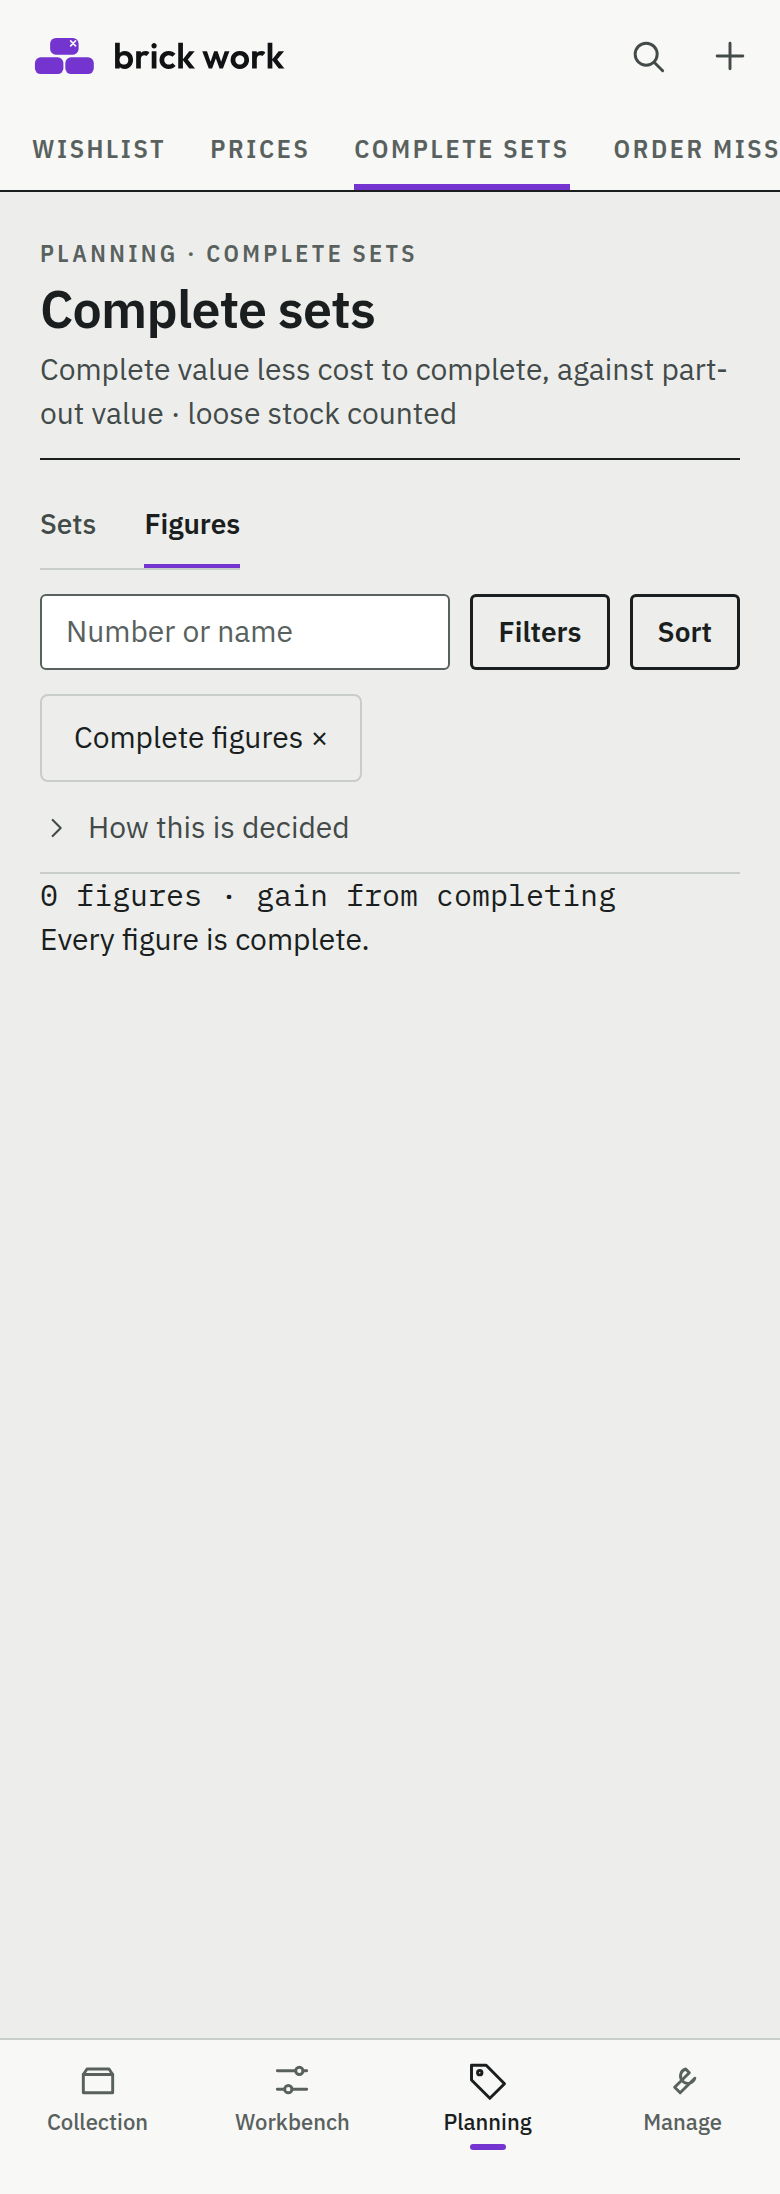 brick work
WISHLIST PRICES COMPLETE SETS ORDER MISS
PLANNING · COMPLETE SETS
Complete sets
Complete value less cost to complete, against part-
out value · loose stock counted
Sets Figures
Number or name Filters Sort
Complete figures ×
How this is decided
0 figures · gain from completing
Every figure is complete.
Collection Workbench Planning Manage